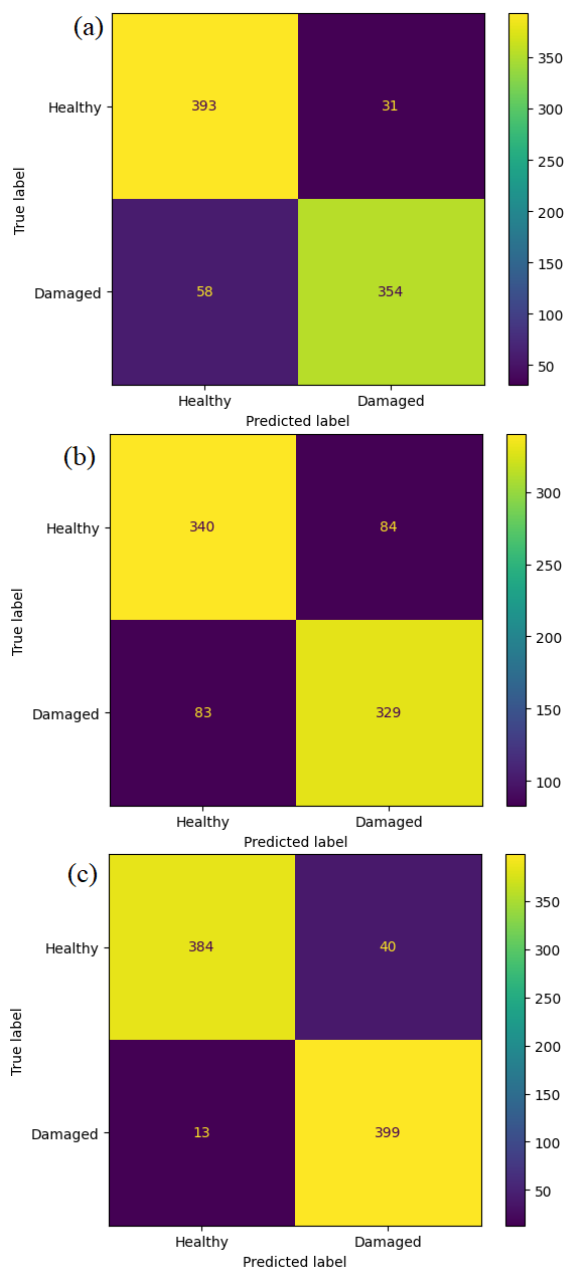 (a)
Healthy
393
31
True label
Damaged
58
354
Healthy
Damaged
Predicted label
350
300
250
200
150
100
50
(b)
Healthy
340
84
True label
Damaged
83
329
Healthy
Damaged
Predicted label
300
250
200
150
100
(c)
Healthy
384
40
True label
Damaged
13
399
Healthy
Damaged
Predicted label
350
300
250
200
150
100
50